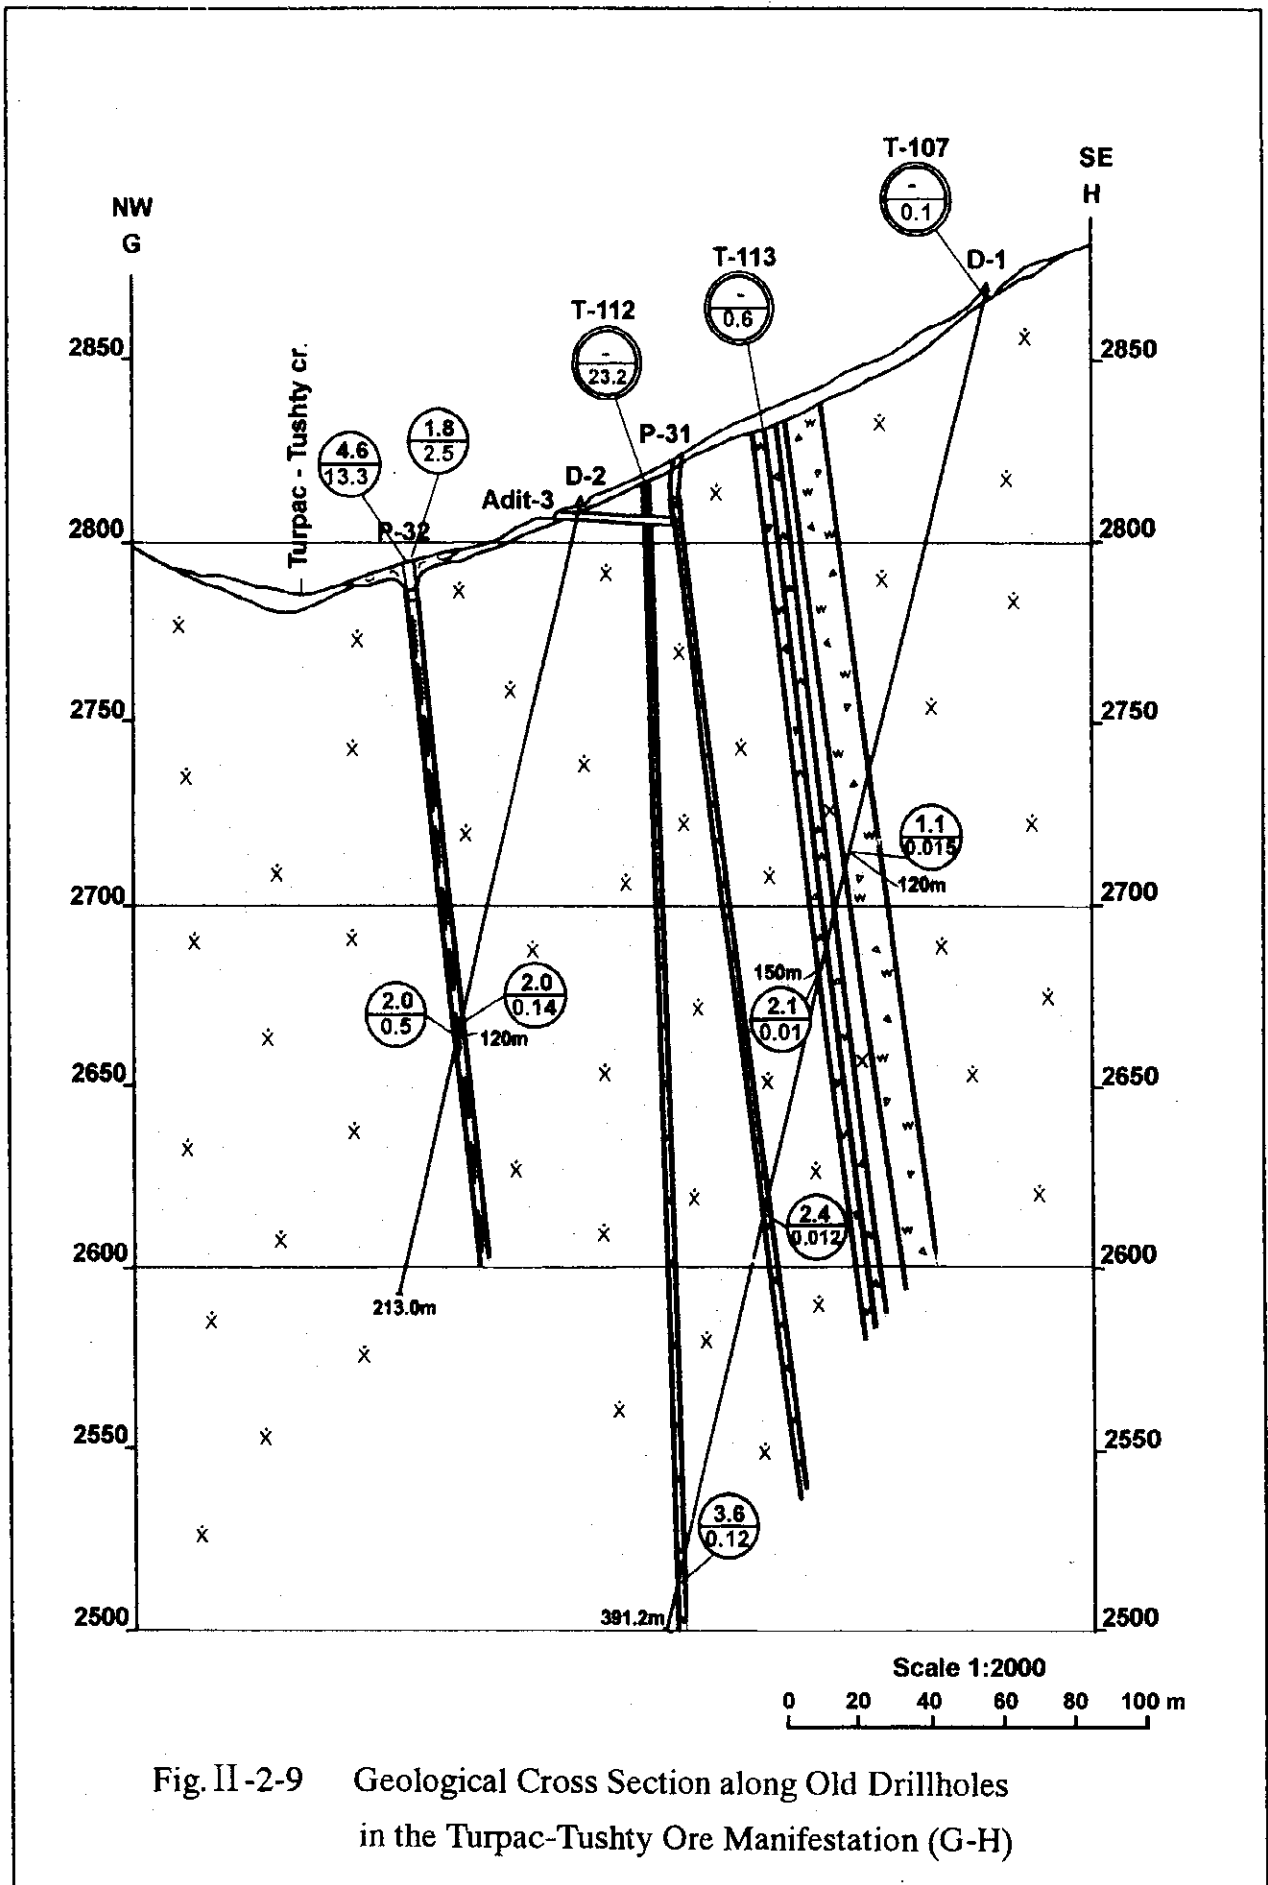 T-107
-
0.1
SE
H
NW
G
T-113
-
0.6
D-1
T-112
-
23.2
2850
2850
Turpac - Tushty cr.
P-31
1.8
2.5
4.6
13.3
D-2
Adit-3
P-32
2800
2800
2750
2750
1.1
0.015
120m
2700
2700
150m
2.1
0.01
2.0
0.14
2.0
0.5
120m
2650
2650
2.4
0.012
2600
2600
213.0m
2550
2550
3.6
0.12
391.2m
2500
2500
Scale 1:2000
0 20 40 60 80 100 m
Fig. II-2-9 Geological Cross Section along Old Drillholes
in the Turpac-Tushty Ore Manifestation (G-H)